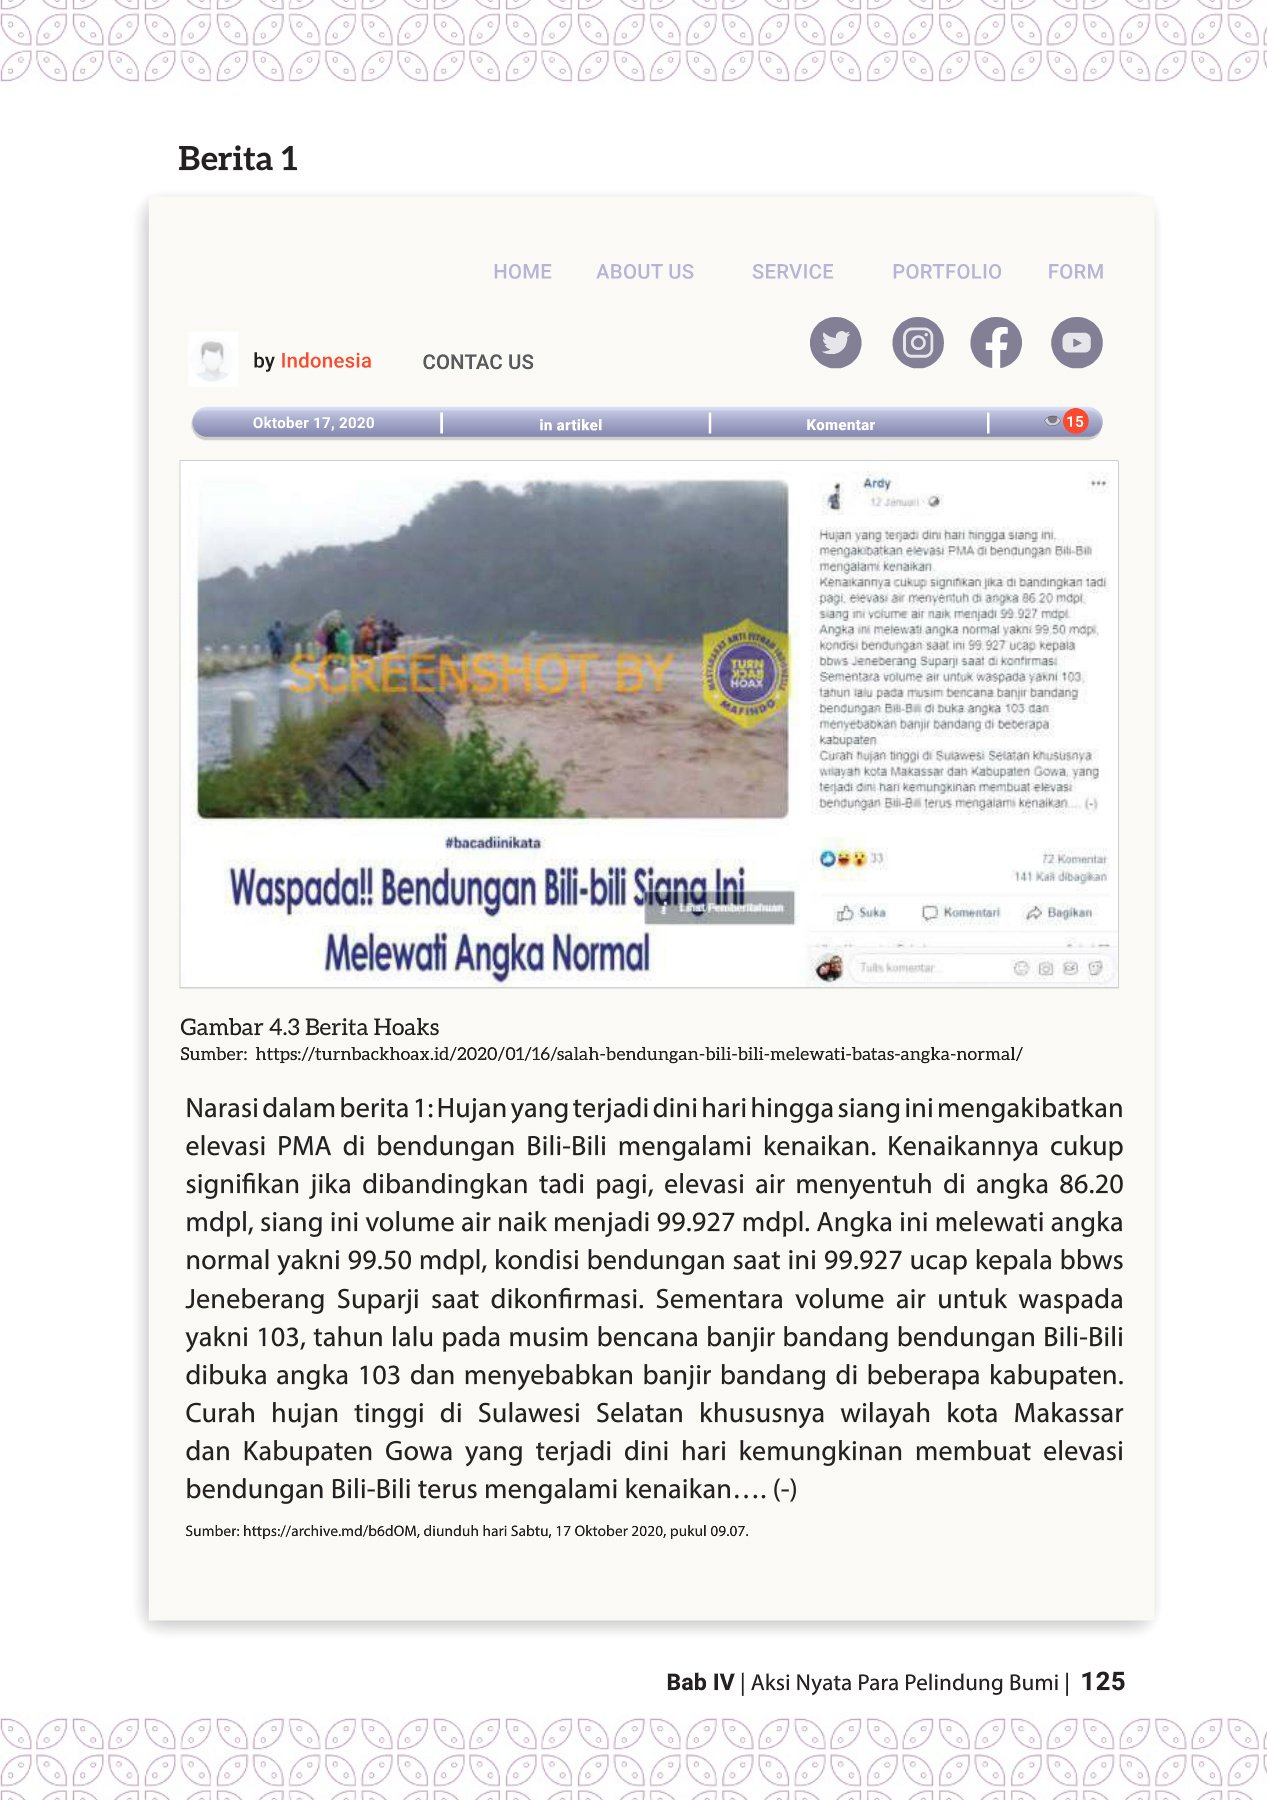 Berita 1
HOME ABOUT US SERVICE PORTFOLIO FORM
by Indonesia CONTAC US
Oktober 17, 2020 in artikel Komentar 15
SCREENSHOT BY
MASYARAKAT ANTI FITNAH INDONESIA
TURN
BACK
HOAX
MAFINDO
#bacadiinikata
Waspada!! Bendungan Bili-bili Siang Ini
Lihat Pemberitahuan
Melewati Angka Normal
Ardy
12 Januari
Hujan yang terjadi dini hari hingga siang ini,
mengakibatkan elevasi PMA di bendungan Bili-Bili
mengalami kenaikan.
Kenaikannya cukup signifikan jika di bandingkan tadi
pagi, elevasi air menyentuh di angka 86.20 mdpl,
siang ini volume air naik menjadi 99.927 mdpl.
Angka ini melewati angka normal yakni 99.50 mdpl,
kondisi bendungan saat ini 99.927 ucap kepala
bbws Jeneberang Suparji saat di konfirmasi.
Sementara volume air untuk waspada yakni 103,
tahun lalu pada musim bencana banjir bandang
bendungan Bili-Bili di buka angka 103 dan
menyebabkan banjir bandang di beberapa
kabupaten.
Curah hujan tinggi di Sulawesi Selatan khususnya
wilayah kota Makassar dan Kabupaten Gowa, yang
terjadi dini hari kemungkinan membuat elevasi
bendungan Bili-Bili terus mengalami kenaikan.... (-)
33 72 Komentar
141 Kali dibagikan
Suka Komentari Bagikan
Tulis komentar...
Gambar 4.3 Berita Hoaks
Sumber: https://turnbackhoax.id/2020/01/16/salah-bendungan-bili-bili-melewati-batas-angka-normal/
Narasi dalam berita 1: Hujan yang terjadi dini hari hingga siang ini mengakibatkan
elevasi PMA di bendungan Bili-Bili mengalami kenaikan. Kenaikannya cukup
signifikan jika dibandingkan tadi pagi, elevasi air menyentuh di angka 86.20
mdpl, siang ini volume air naik menjadi 99.927 mdpl. Angka ini melewati angka
normal yakni 99.50 mdpl, kondisi bendungan saat ini 99.927 ucap kepala bbws
Jeneberang Suparji saat dikonfirmasi. Sementara volume air untuk waspada
yakni 103, tahun lalu pada musim bencana banjir bandang bendungan Bili-Bili
dibuka angka 103 dan menyebabkan banjir bandang di beberapa kabupaten.
Curah hujan tinggi di Sulawesi Selatan khususnya wilayah kota Makassar
dan Kabupaten Gowa yang terjadi dini hari kemungkinan membuat elevasi
bendungan Bili-Bili terus mengalami kenaikan…. (-)
Sumber: https://archive.md/b6dOM, diunduh hari Sabtu, 17 Oktober 2020, pukul 09.07.
Bab IV | Aksi Nyata Para Pelindung Bumi | 125